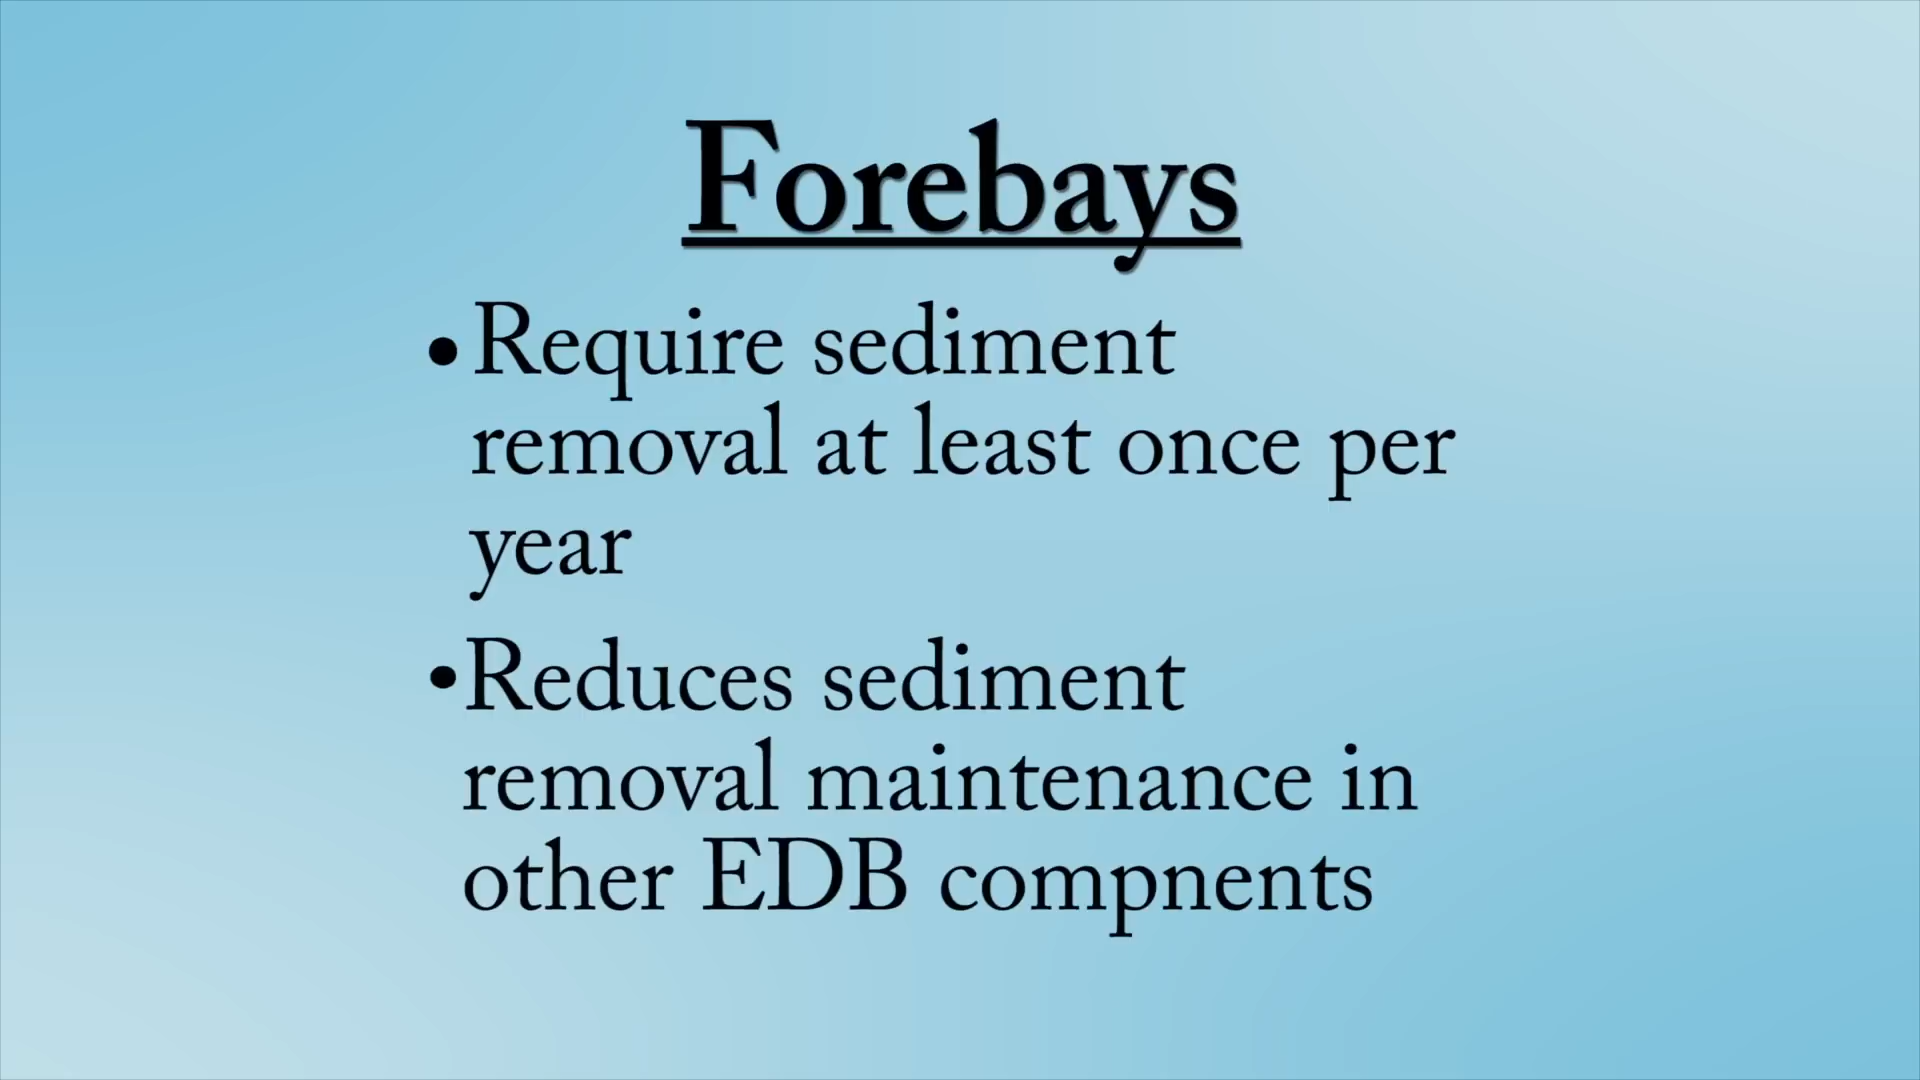 Forebays
•Require sediment
removal at least once per
year
•Reduces sediment
removal maintenance in
other EDB compnents